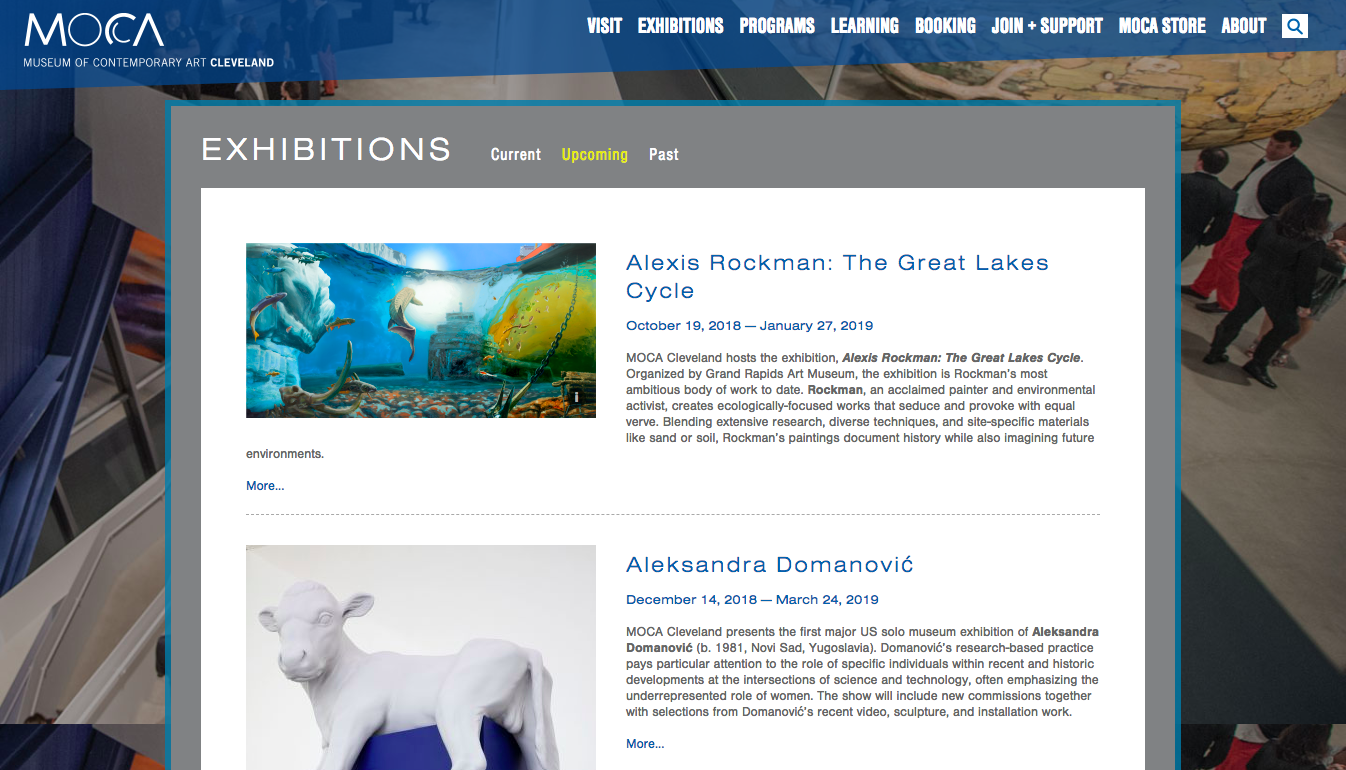 MOCA
MUSEUM OF CONTEMPORARY ART CLEVELAND
VISIT EXHIBITIONS PROGRAMS LEARNING BOOKING JOIN + SUPPORT MOCA STORE ABOUT
EXHIBITIONS
Current Upcoming Past
i
Alexis Rockman: The Great Lakes
Cycle
October 19, 2018 — January 27, 2019
MOCA Cleveland hosts the exhibition, Alexis Rockman: The Great Lakes Cycle.
Organized by Grand Rapids Art Museum, the exhibition is Rockman's most
ambitious body of work to date. Rockman, an acclaimed painter and environmental
activist, creates ecologically-focused works that seduce and provoke with equal
verve. Blending extensive research, diverse techniques, and site-specific materials
like sand or soil, Rockman's paintings document history while also imagining future
environments.
More...
Aleksandra Domanović
December 14, 2018 — March 24, 2019
MOCA Cleveland presents the first major US solo museum exhibition of Aleksandra
Domanović (b. 1981, Novi Sad, Yugoslavia). Domanović's research-based practice
pays particular attention to the role of specific individuals within recent and historic
developments at the intersections of science and technology, often emphasizing the
underrepresented role of women. The show will include new commissions together
with selections from Domanović's recent video, sculpture, and installation work.
More...